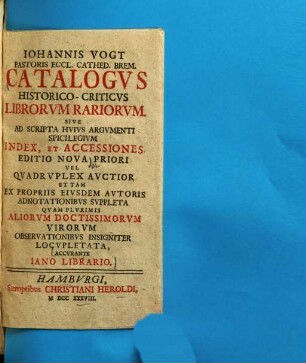 IOHANNIS VOGT
PASTORIS ECCL. CATHED. BREM.
CATALOGVS
HISTORICO-CRITICVS
LIBRORVM RARIORVM.
SIVE
AD SCRIPTA HVIVS ARGVMENTI
SPICILEGIVM
INDEX, ET ACCESSIONES.
EDITIO NOVA PRIORI
VEL
QVADRVPLEX AVCTIOR
ET TAM
EX PROPRIIS EIVSDEM AVTORIS
ADNOTATIONIBVS SVPPLETA
QVAM PLVRIMIS
ALIORVM DOCTISSIMORVM
VIRORVM
OBSERVATIONIBVS INSIGNITER
LOCVPLETATA,
[ACCVRANTE
IANO LIBRARIO.]
HAMBVRGI,
Sumptibus CHRISTIANI HEROLDI,
M DCC XXXVIII.